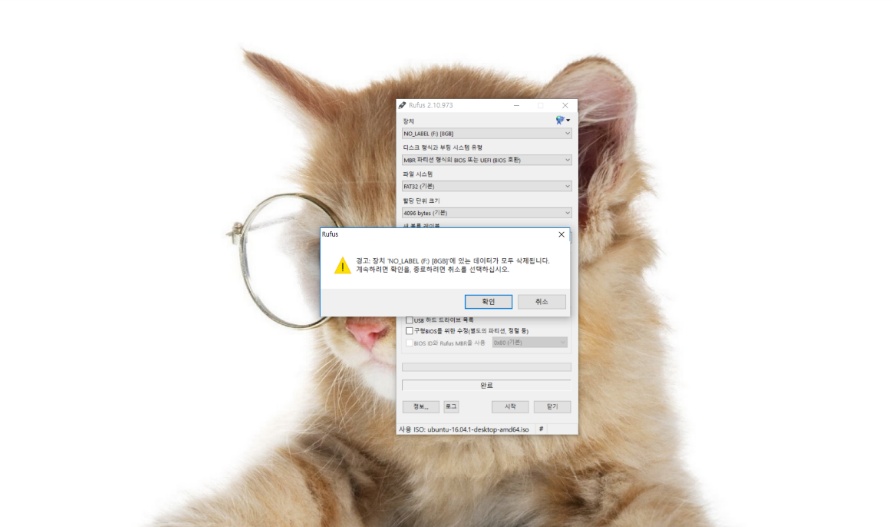 Rufus 2.10.973
장치
NO_LABEL (F:) [8GB]
디스크 형식과 부팅 시스템 유형
MBR 파티션 형식의 BIOS 또는 UEFI (BIOS 호환)
파일 시스템
FAT32 (기본)
할당 단위 크기
4096 bytes (기본)
새 볼륨 레이블
Rufus
경고: 장치 'NO_LABEL (F:) [8GB]'에 있는 데이터가 모두 삭제됩니다.
계속하려면 확인을, 종료하려면 취소를 선택하십시오.
확인 취소
USB 하드 드라이브 목록
구형BIOS를 위한 수정(별도의 파티션, 정렬 등)
BIOS ID와 Rufus MBR을 사용: 0x80 (기본)
완료
정보... 로그 시작 닫기
사용 ISO: ubuntu-16.04.1-desktop-amd64.iso #